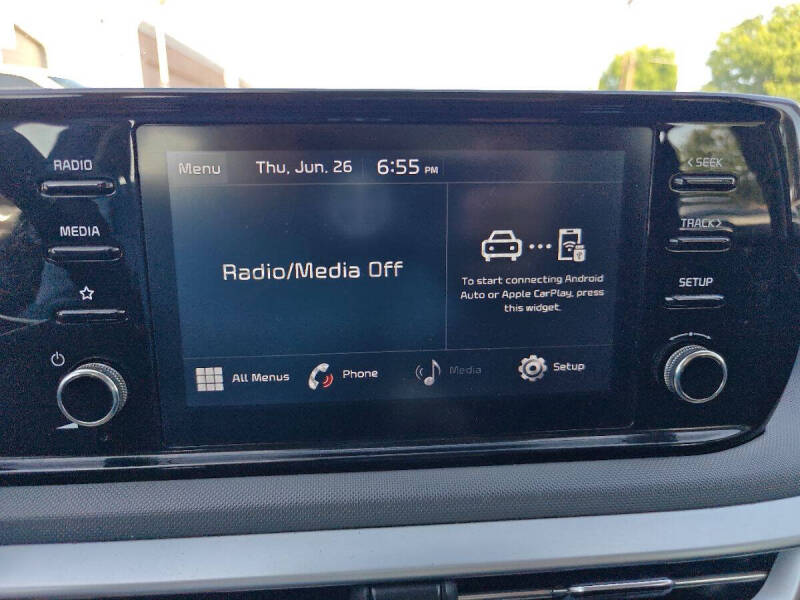 RADIO
MEDIA
Menu Thu, Jun. 26 6:55 PM
Radio/Media Off
To start connecting Android
Auto or Apple CarPlay, press
this widget.
All Menus Phone Media Setup
< SEEK
TRACK >
SETUP